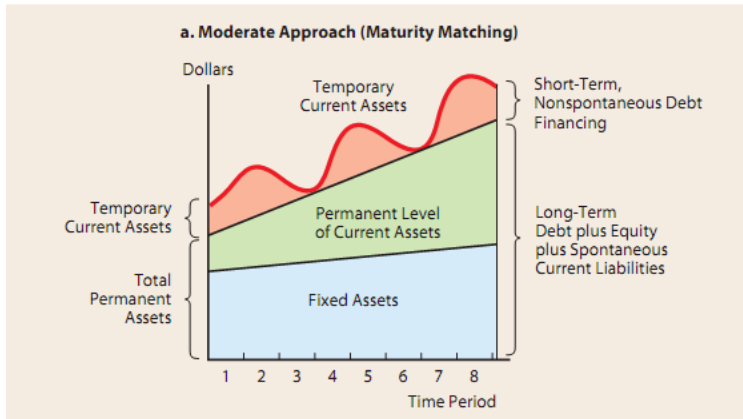 a. Moderate Approach (Maturity Matching)
Dollars
Temporary
Current Assets
Short-Term,
Nonspontaneous Debt
Financing
Temporary
Current Assets
Permanent Level
of Current Assets
Long-Term
Debt plus Equity
plus Spontaneous
Current Liabilities
Total
Permanent
Assets
Fixed Assets
1 2 3 4 5 6 7 8
Time Period